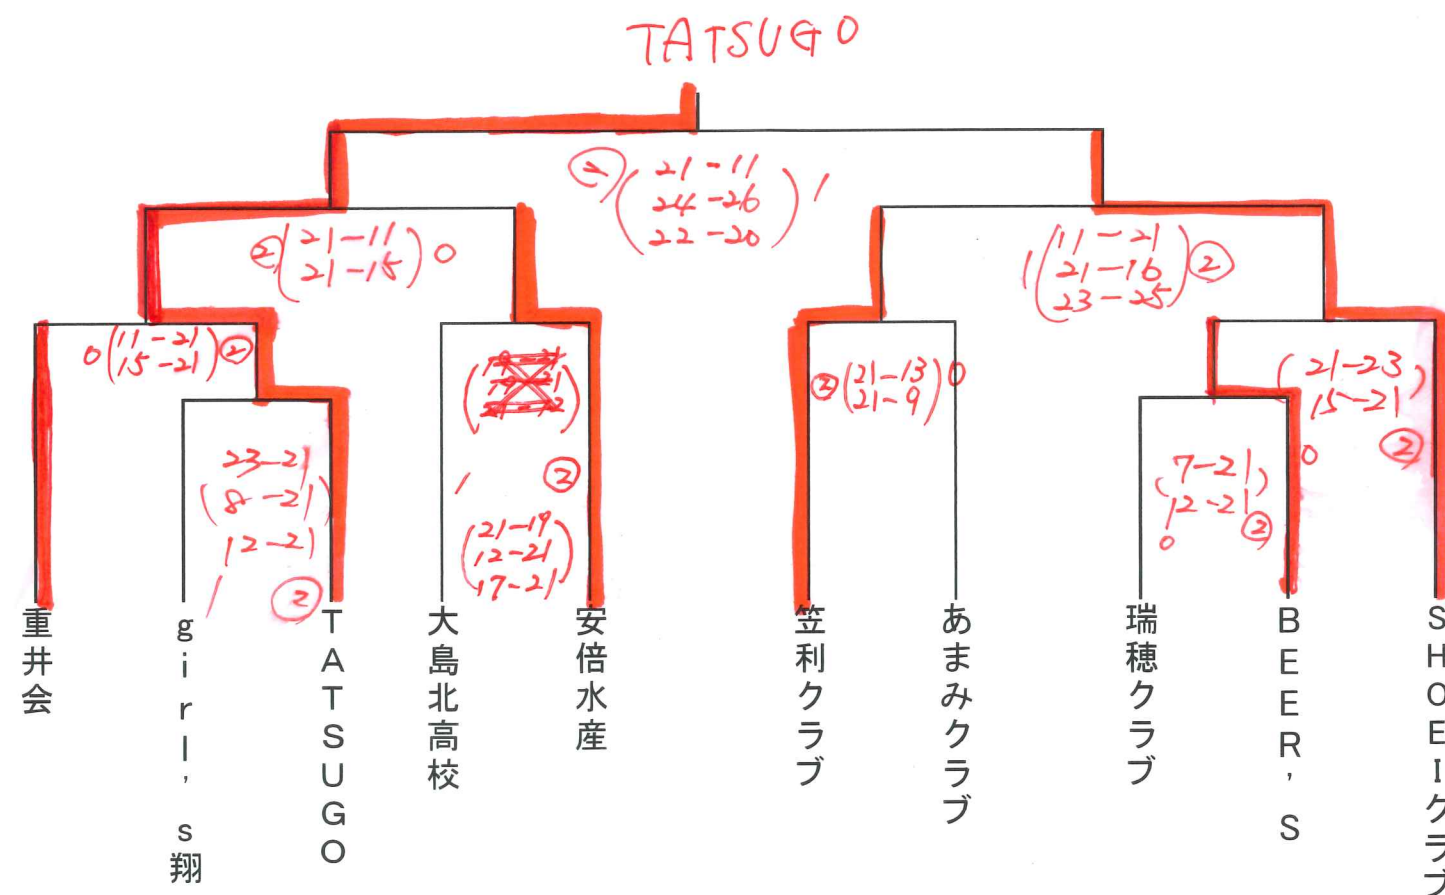 TATSUGO
② ( 21-11 ) 1
24-26
22-20
② ( 21-11 ) 0
21-15
1 ( 11-21 ) ②
21-16
23-25
0 ( 11-21 ) ②
15-21
② ( 21-13 ) 0
21-9
( 21-23 )
15-21
0 ②
23-21
( 8-21 )
12-21
1 ②
1 ②
( 21-19 )
12-21
17-21
( 7-21 )
12-21
0 ②
重井会
girl's翔
TATSUGO
大島北高校
安倍水産
笠利クラブ
あまみクラブ
瑞穂クラブ
BEER'S
SHOEIクラブ